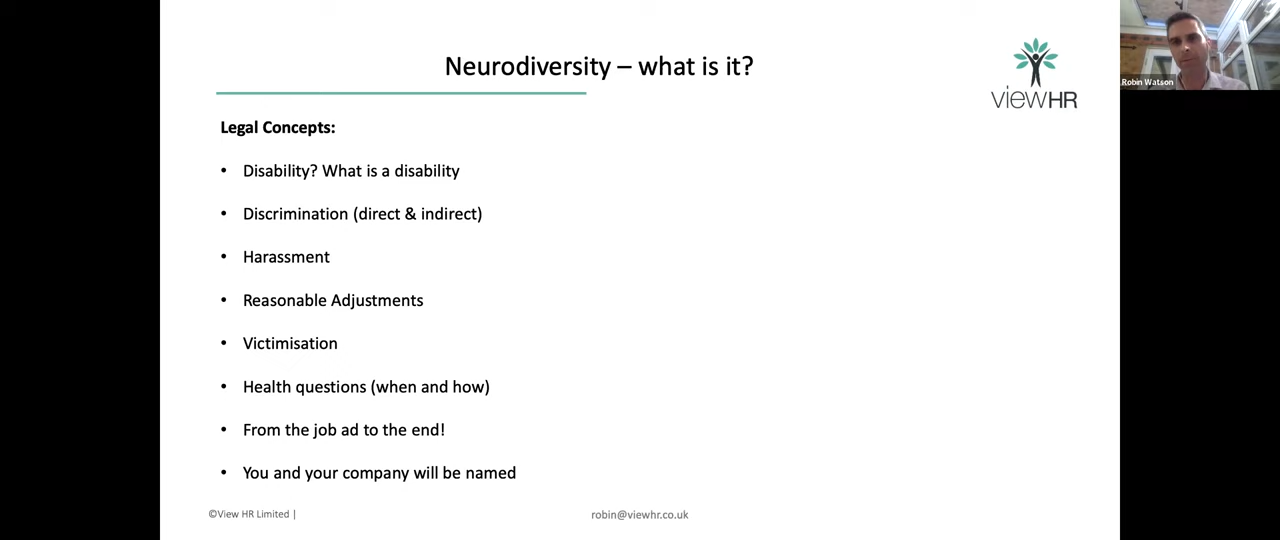 Neurodiversity – what is it?
viewHR
Robin Watson
Legal Concepts:
• Disability? What is a disability
• Discrimination (direct & indirect)
• Harassment
• Reasonable Adjustments
• Victimisation
• Health questions (when and how)
• From the job ad to the end!
• You and your company will be named
©View HR Limited |
robin@viewhr.co.uk